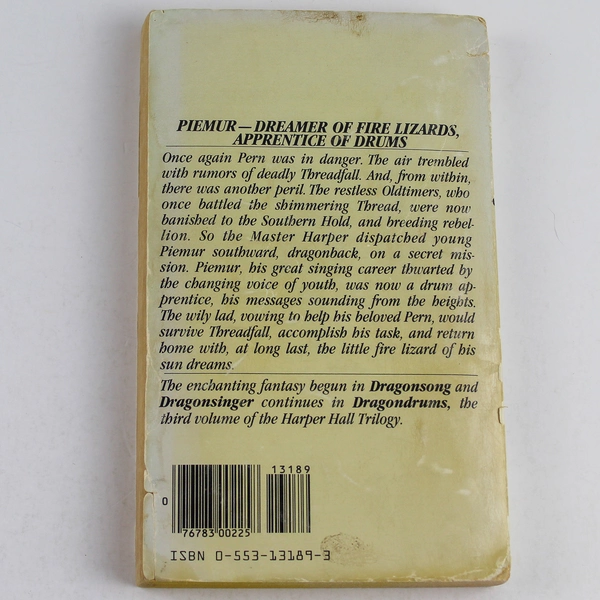 PIEMUR—DREAMER OF FIRE LIZARDS,
APPRENTICE OF DRUMS
Once again Pern was in danger. The air trembled
with rumors of deadly Threadfall. And, from within,
there was another peril. The restless Oldtimers, who
once battled the shimmering Thread, were now
banished to the Southern Hold, and breeding rebel-
lion. So the Master Harper dispatched young
Piemur southward, dragonback, on a secret mis-
sion. Piemur, his great singing career thwarted by
the changing voice of youth, was now a drum ap-
prentice, his messages sounding from the heights.
The wily lad, vowing to help his beloved Pern, would
survive Threadfall, accomplish his task, and return
home with, at long last, the little fire lizard of his
sun dreams.
The enchanting fantasy begun in Dragonsong and
Dragonsinger continues in Dragondrums, the
third volume of the Harper Hall Trilogy.
13189
0
76783 00225
ISBN 0-553-13189-3